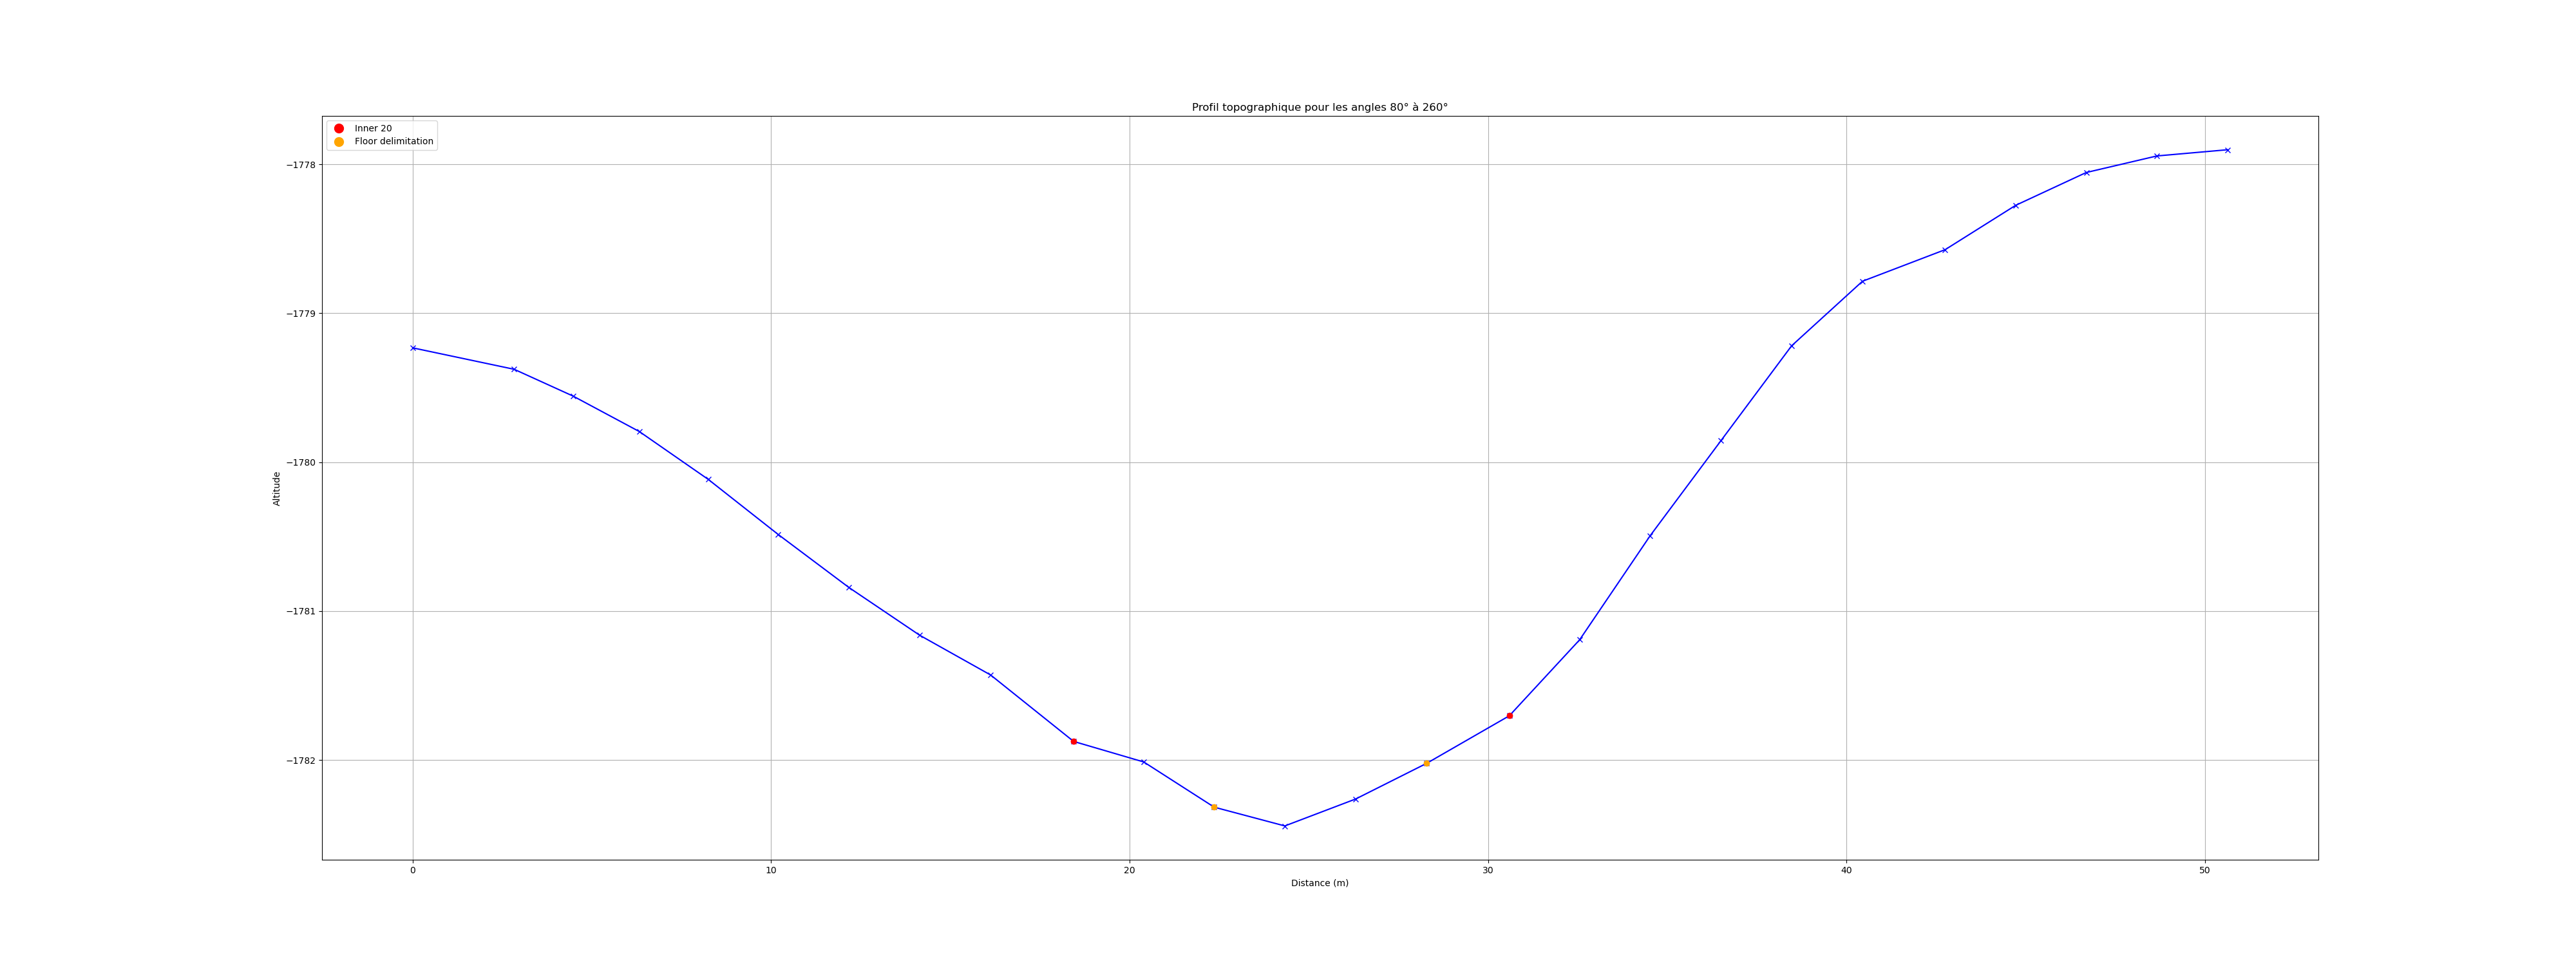 Profil topographique pour les angles 80° à 260°
Inner 20
Floor delimitation
−1778
−1779
−1780
−1781
−1782
Altitude
0 10 20 30 40 50
Distance (m)